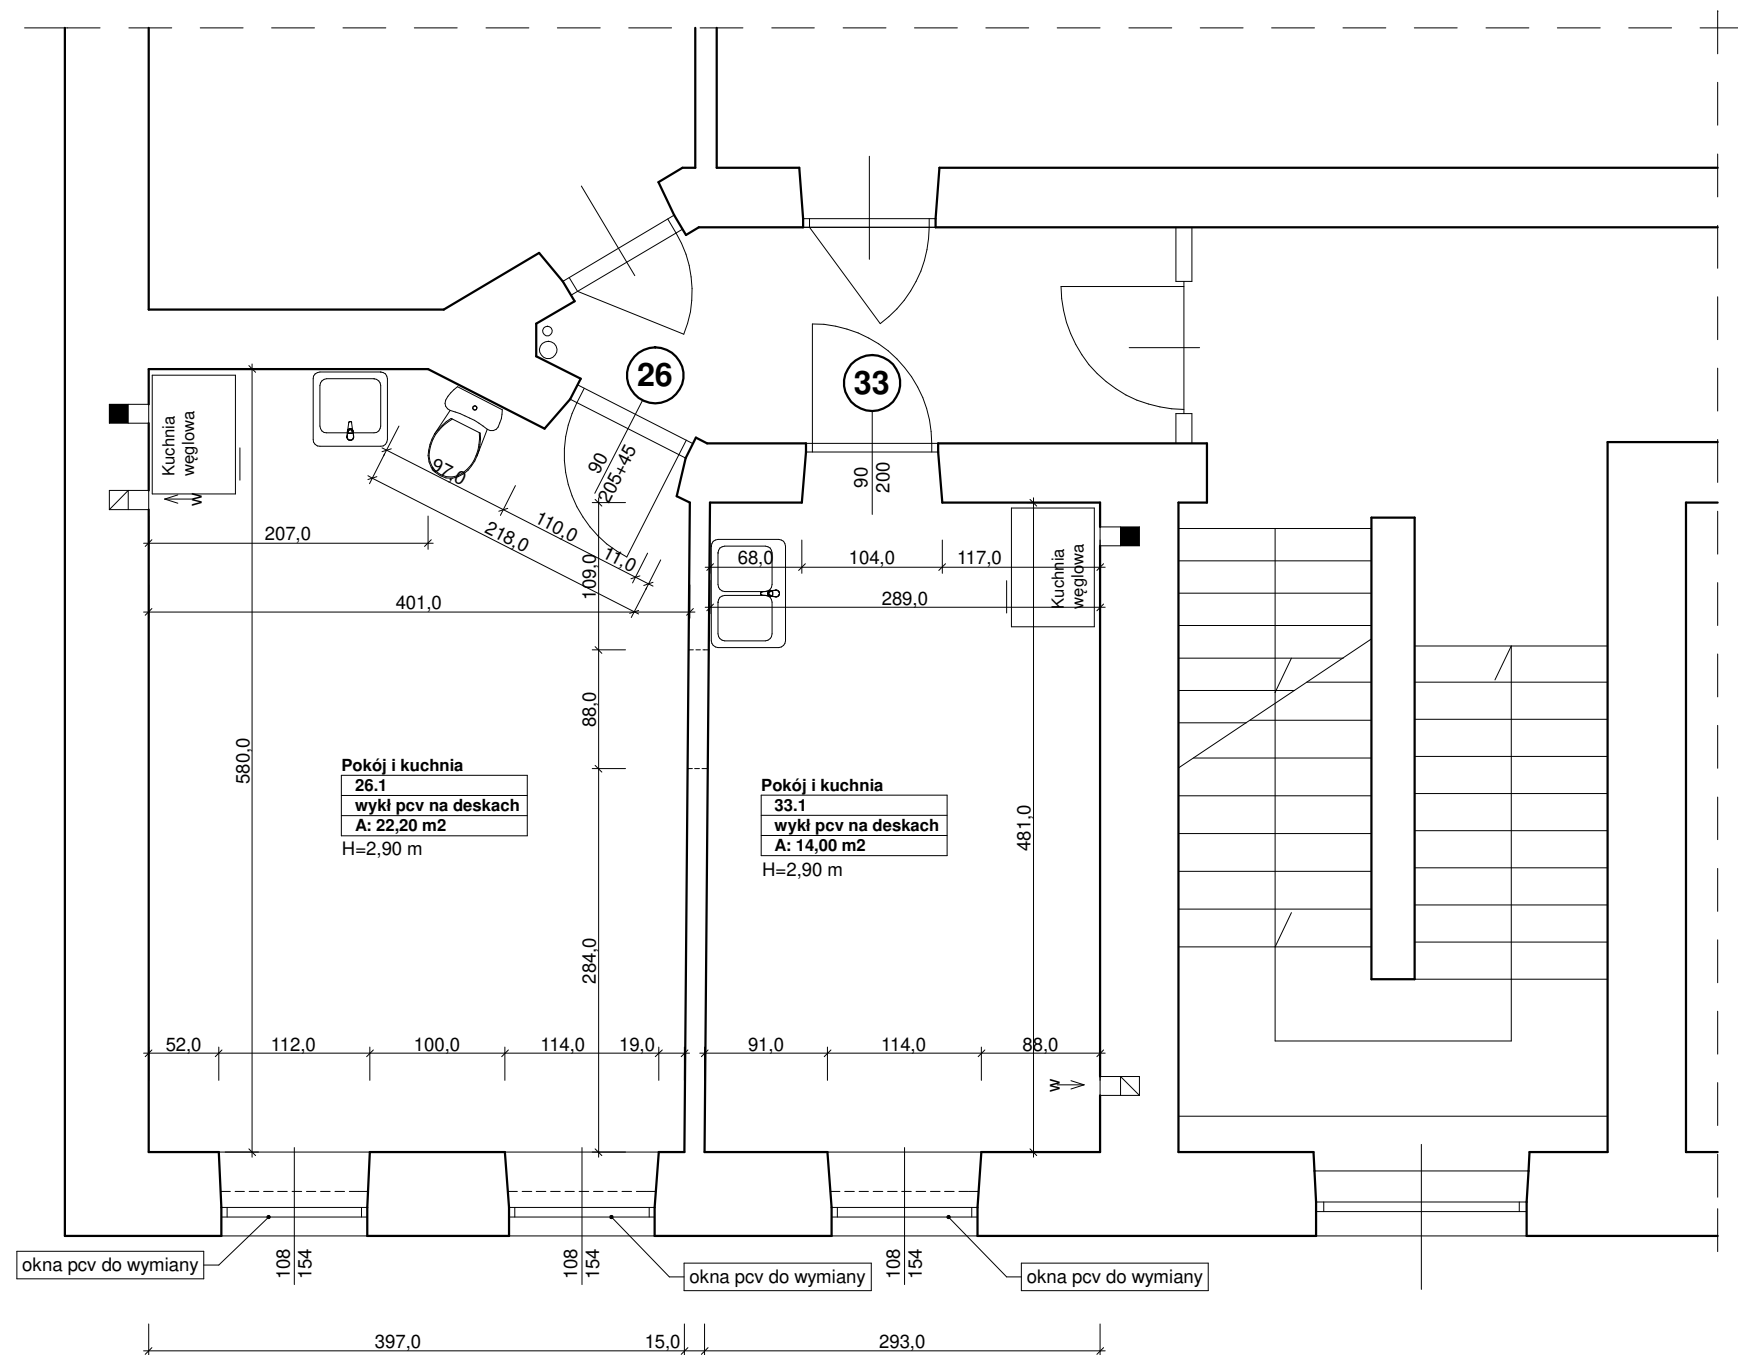 26
33
Kuchnia
węglowa
w
97,0
90
205+45
90
200
207,0
218,0
110,0
11,0
109,0
68,0
104,0
117,0
Kuchnia
węglowa
401,0
289,0
88,0
580,0
Pokój i kuchnia
26.1
wykł pcv na deskach
A: 22,20 m2
H=2,90 m
Pokój i kuchnia
33.1
wykł pcv na deskach
A: 14,00 m2
H=2,90 m
481,0
284,0
52,0
112,0
100,0
114,0
19,0
91,0
114,0
88,0
w
okna pcv do wymiany
108
154
108
154
okna pcv do wymiany
108
154
okna pcv do wymiany
397,0
15,0
293,0